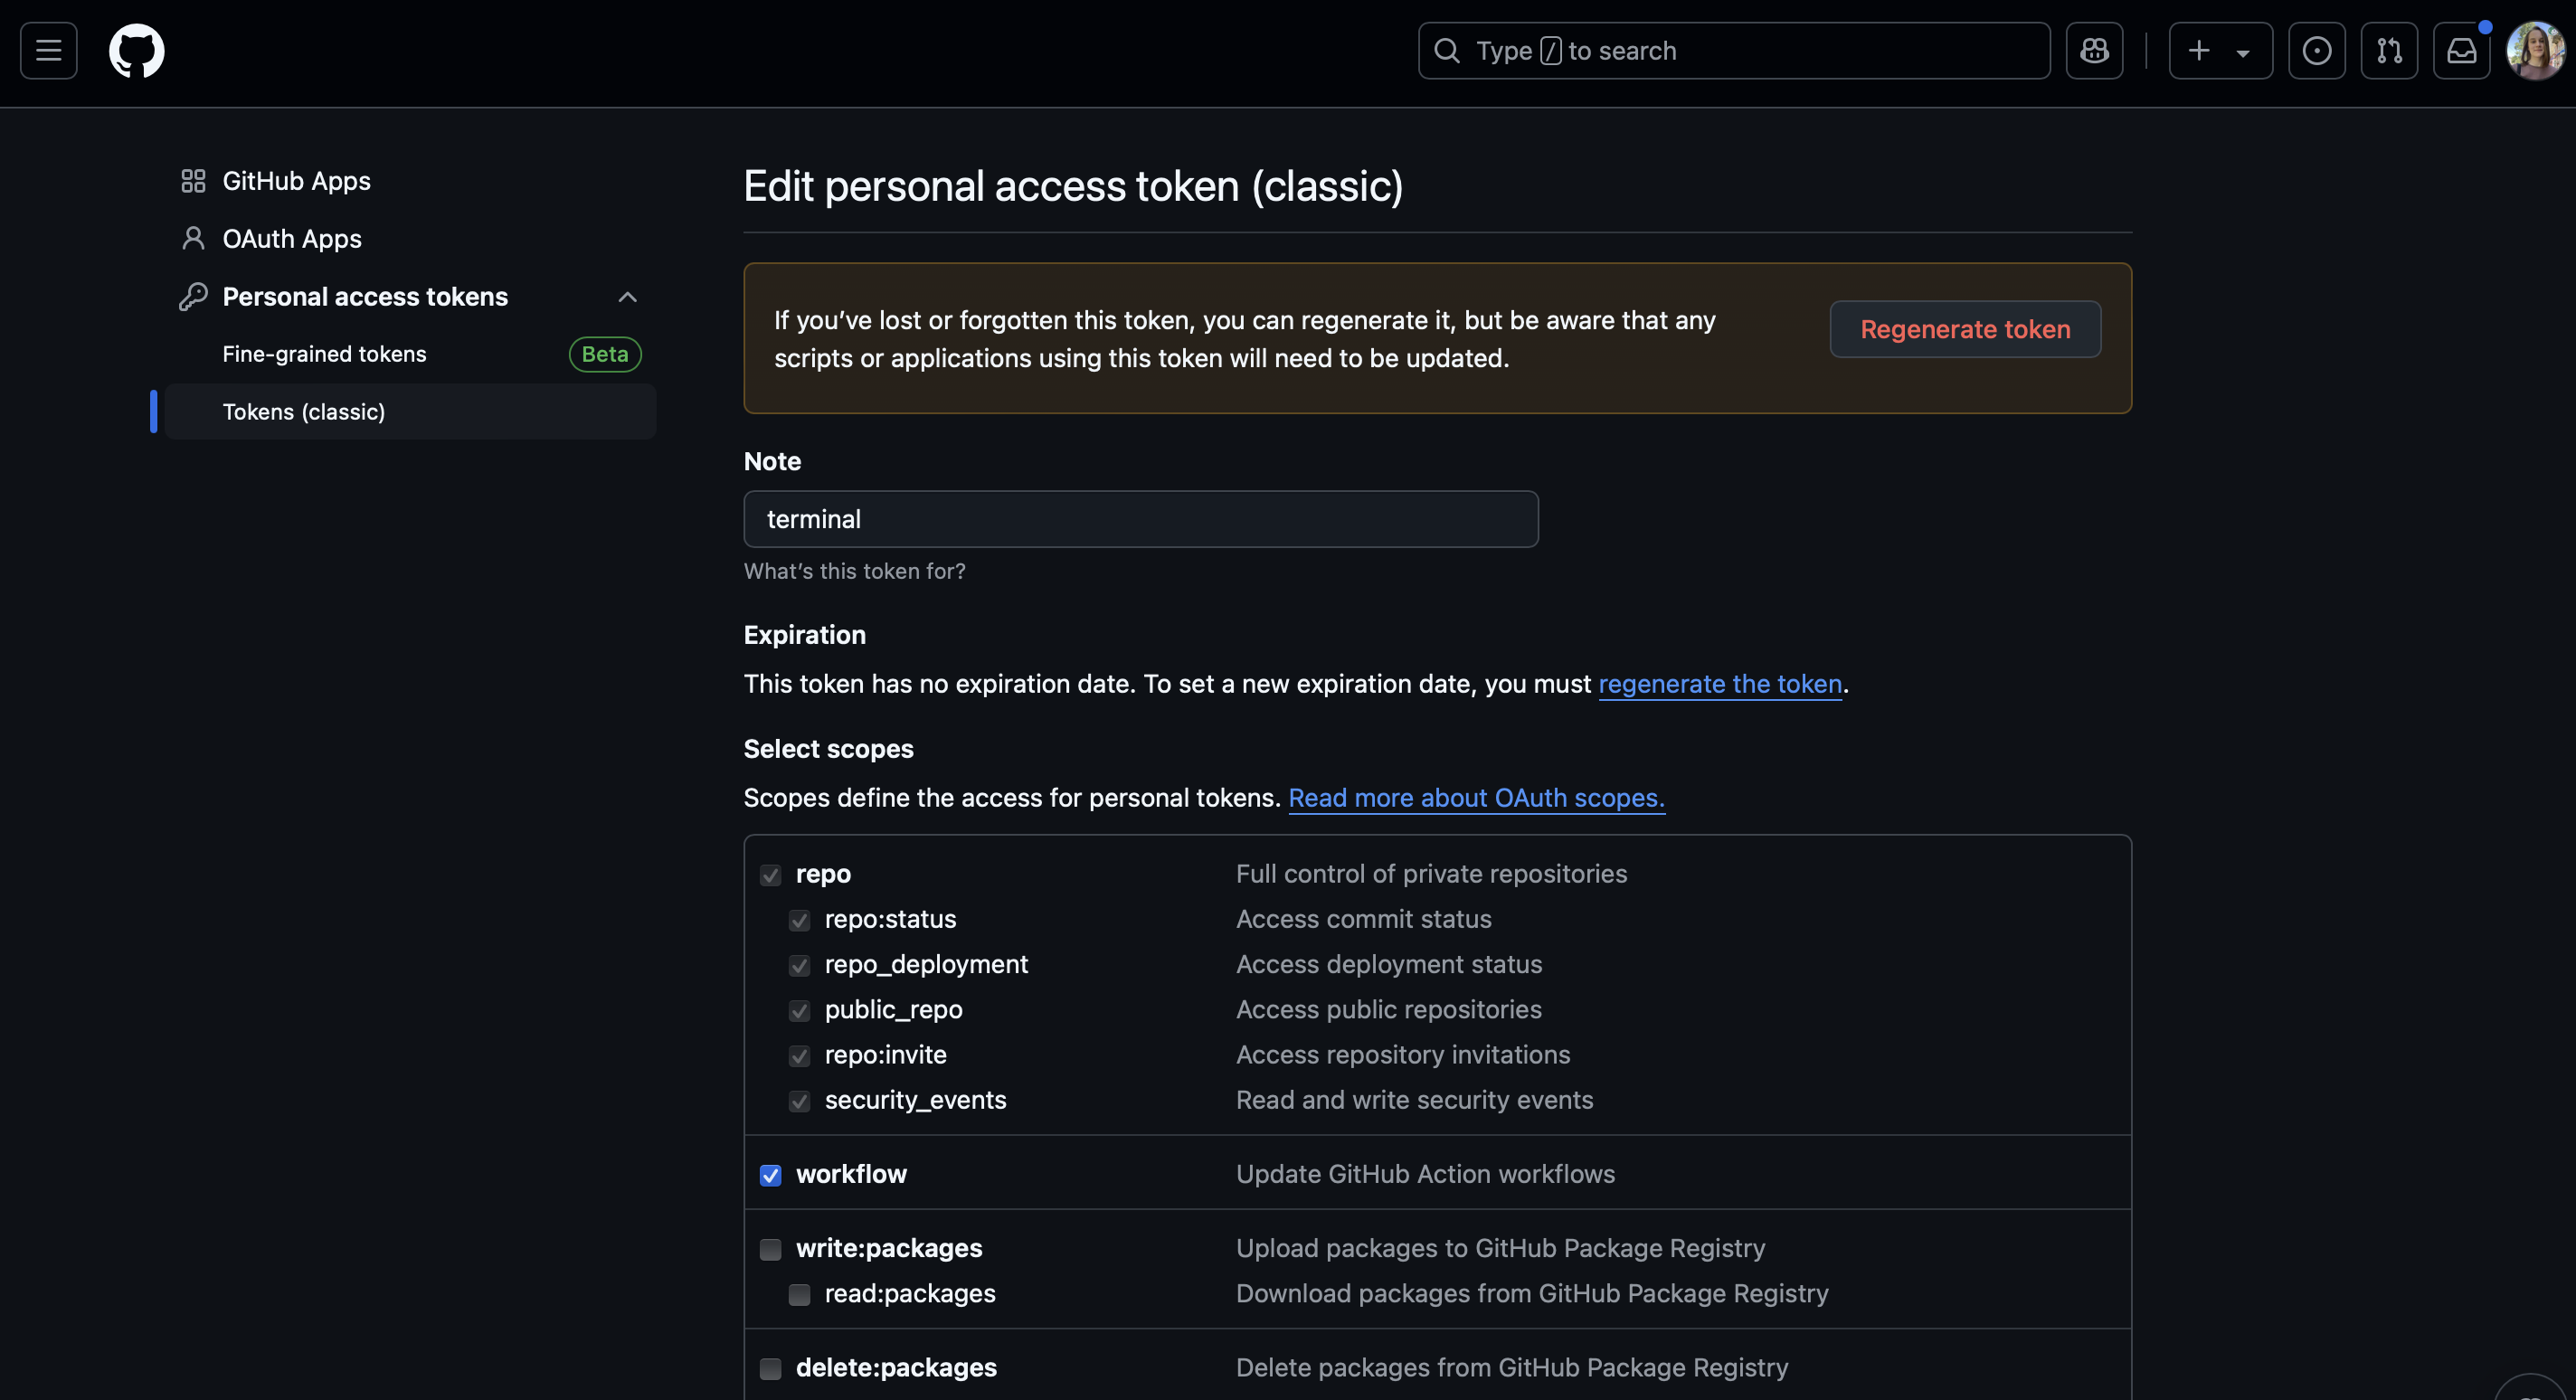 Type / to search
GitHub Apps
OAuth Apps
Personal access tokens
Fine-grained tokens Beta
Tokens (classic)
Edit personal access token (classic)
If you’ve lost or forgotten this token, you can regenerate it, but be aware that any
scripts or applications using this token will need to be updated.
Regenerate token
Note
terminal
What’s this token for?
Expiration
This token has no expiration date. To set a new expiration date, you must regenerate the token.
Select scopes
Scopes define the access for personal tokens. Read more about OAuth scopes.
repo Full control of private repositories
repo:status Access commit status
repo_deployment Access deployment status
public_repo Access public repositories
repo:invite Access repository invitations
security_events Read and write security events
workflow Update GitHub Action workflows
write:packages Upload packages to GitHub Package Registry
read:packages Download packages from GitHub Package Registry
delete:packages Delete packages from GitHub Package Registry